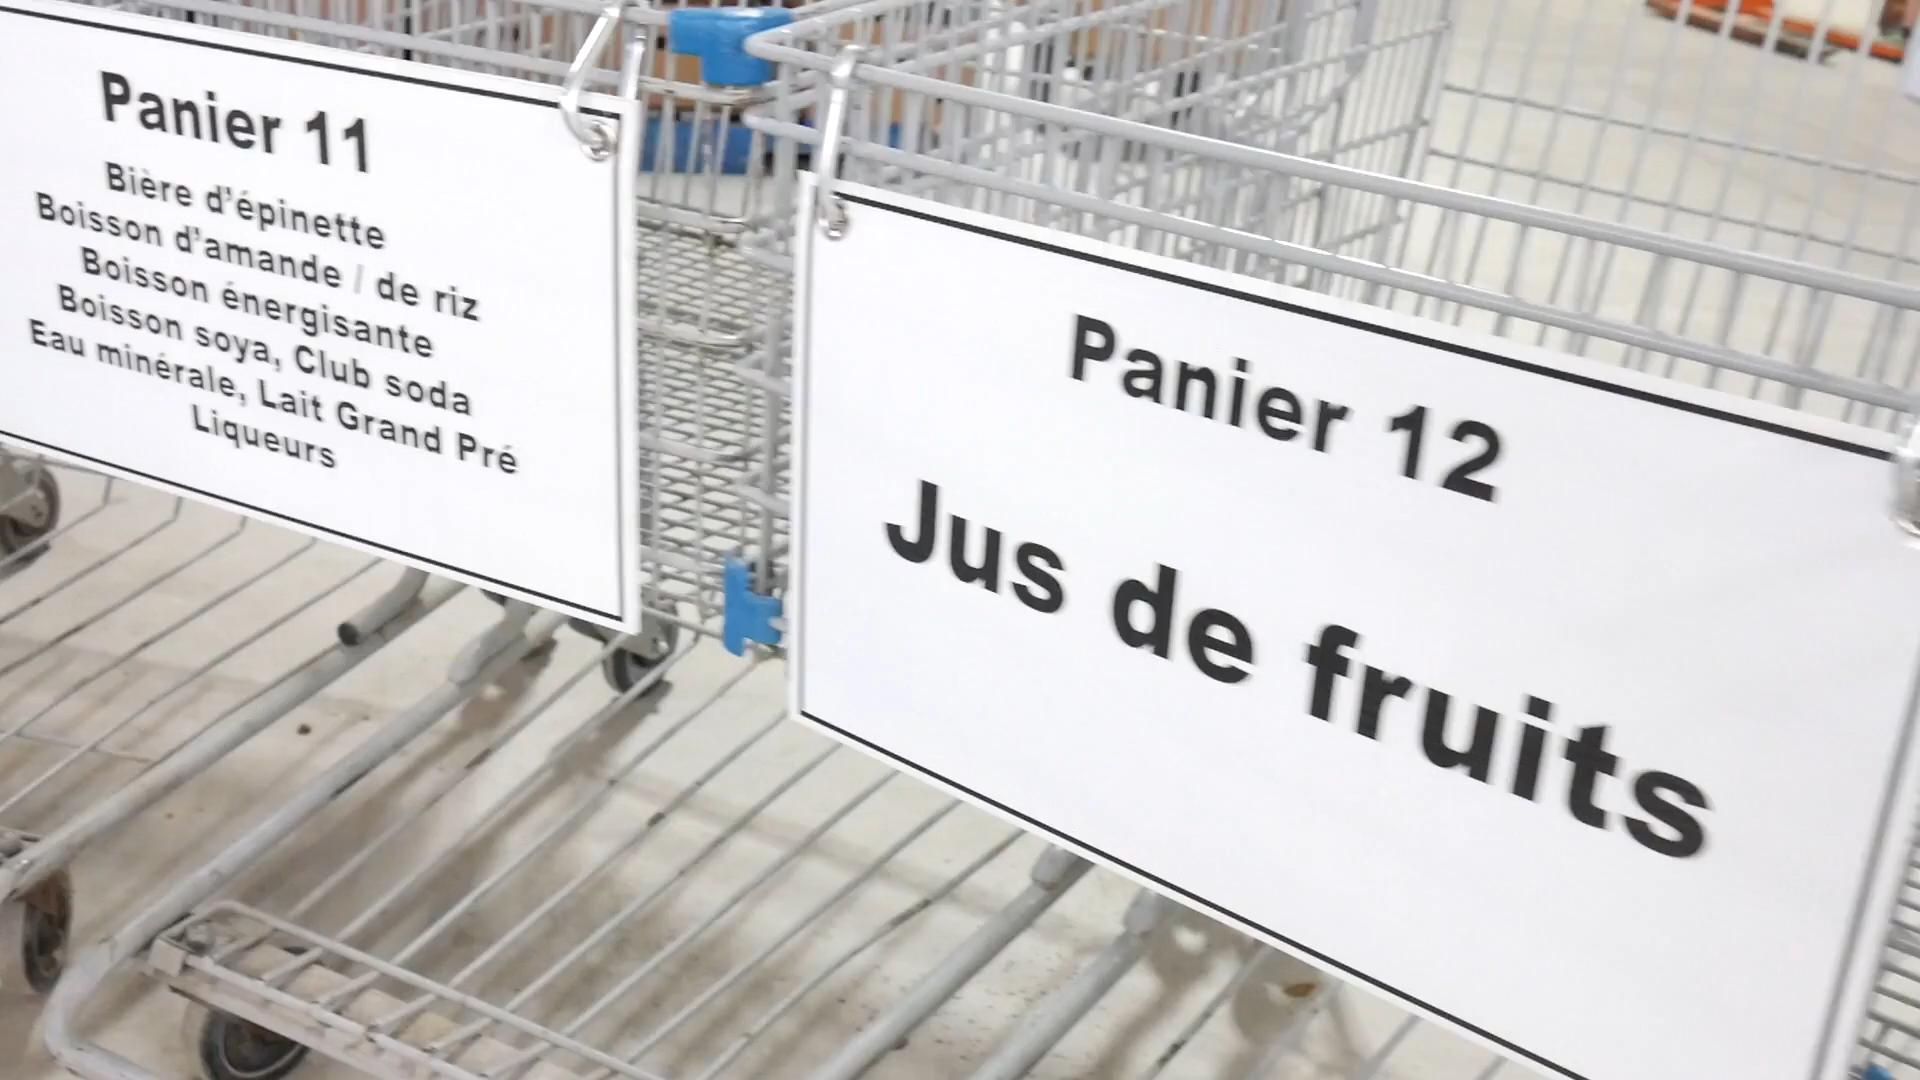 Panier 11
Bière d'épinette
Boisson d'amande / de riz
Boisson énergisante
Boisson soya, Club soda
Eau minérale, Lait Grand Pré
Liqueurs
Panier 12
Jus de fruits